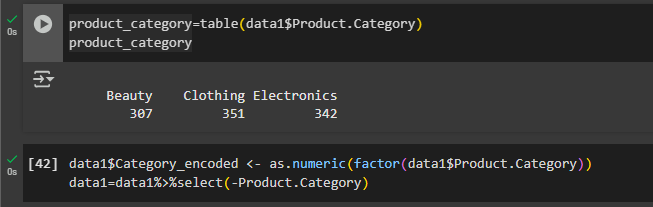 product_category=table(data1$Product.Category)
product_category
0s
Beauty Clothing Electronics
307 351 342
[42] data1$Category_encoded <- as.numeric(factor(data1$Product.Category))
0s
data1=data1%>%select(-Product.Category)